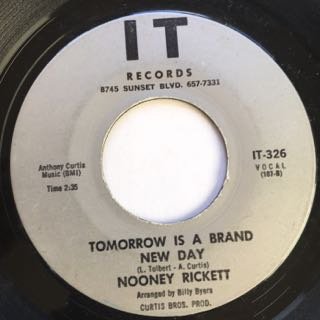 IT
RECORDS
8745 SUNSET BLVD. 657-7331
Anthony Curtis
Music (BMI)
Time 2:35
IT-326
VOCAL
(107-B)
TOMORROW IS A BRAND
NEW DAY
(L. Tolbert - A. Curtis)
NOONEY RICKETT
Arranged by Billy Byers
CURTIS BROS. PROD.